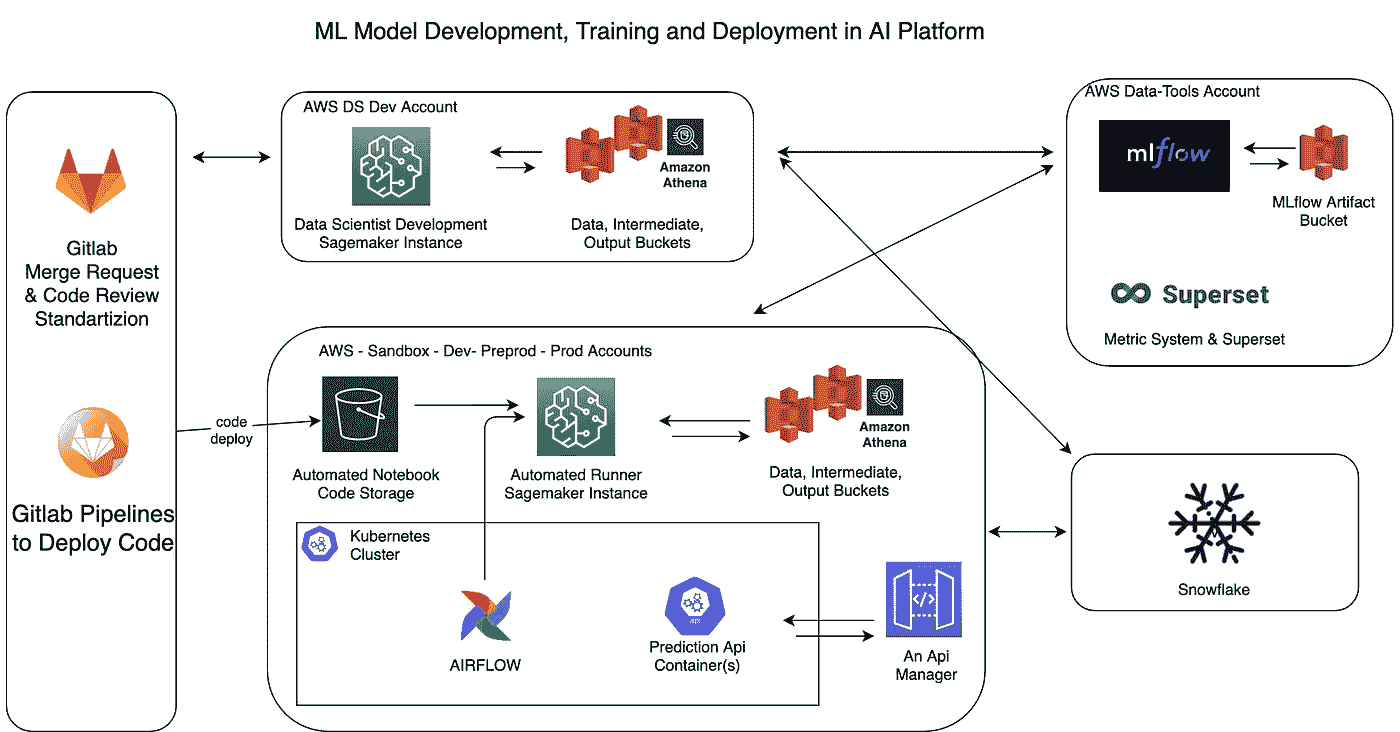 ML Model Development, Training and Deployment in AI Platform
Gitlab
Merge Request
& Code Review
Standartizion
Gitlab Pipelines
to Deploy Code
code
deploy
AWS DS Dev Account
Data Scientist Development
Sagemaker Instance
Amazon
Athena
Data, Intermediate,
Output Buckets
AWS Data-Tools Account
mlflow
MLflow Artifact
Bucket
Superset
Metric System & Superset
AWS - Sandbox - Dev- Preprod - Prod Accounts
Automated Notebook
Code Storage
Automated Runner
Sagemaker Instance
Amazon
Athena
Data, Intermediate,
Output Buckets
Kubernetes
Cluster
AIRFLOW
api
Prediction Api
Container(s)
</>
An Api
Manager
Snowflake